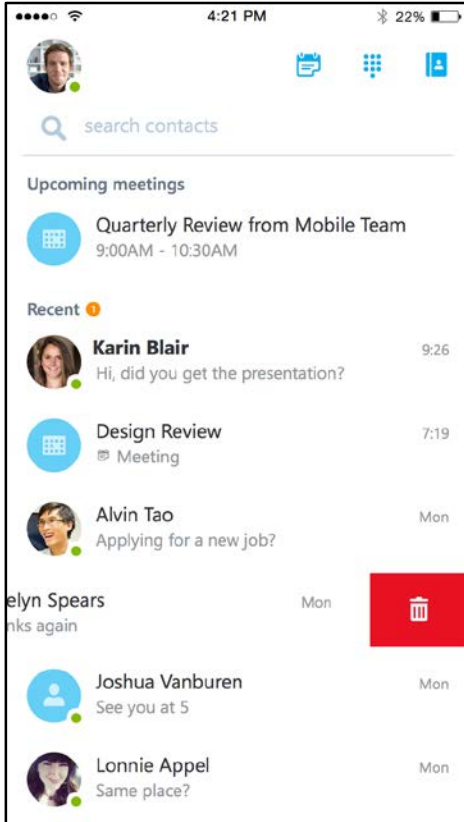 4:21 PM 22%
search contacts
Upcoming meetings
Quarterly Review from Mobile Team
9:00AM - 10:30AM
Recent 1
Karin Blair 9:26
Hi, did you get the presentation?
Design Review 7:19
Meeting
Alvin Tao Mon
Applying for a new job?
elyn Spears Mon
nks again
Joshua Vanburen Mon
See you at 5
Lonnie Appel Mon
Same place?